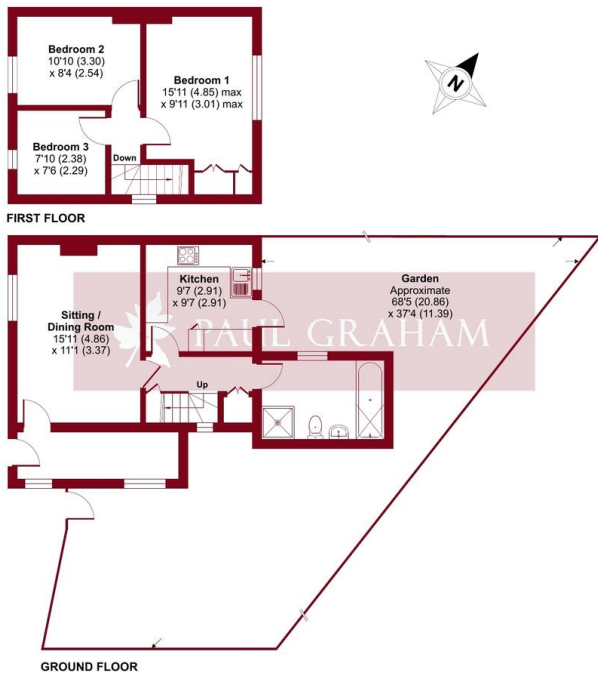 Bedroom 2
10'10 (3.30)
x 8'4 (2.54)
Bedroom 1
15'11 (4.85) max
x 9'11 (3.01) max
N
Bedroom 3
7'10 (2.38)
x 7'6 (2.29)
Down
FIRST FLOOR
Kitchen
9'7 (2.91)
x 9'7 (2.91)
Garden
Approximate
68'5 (20.86)
x 37'4 (11.39)
Sitting /
Dining Room
15'11 (4.86)
x 11'1 (3.37)
PAUL GRAHAM
Up
GROUND FLOOR